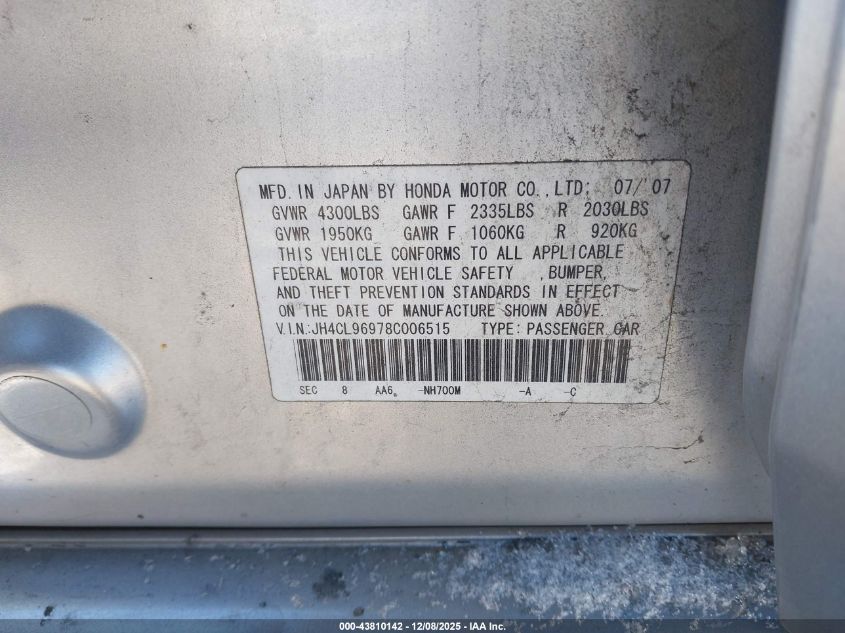 MFD. IN JAPAN BY HONDA MOTOR CO., LTD; 07/'07
GVWR 4300LBS GAWR F 2335LBS R 2030LBS
GVWR 1950KG GAWR F 1060KG R 920KG
THIS VEHICLE CONFORMS TO ALL APPLICABLE
FEDERAL MOTOR VEHICLE SAFETY ,BUMPER,
AND THEFT PREVENTION STANDARDS IN EFFECT
ON THE DATE OF MANUFACTURE SHOWN ABOVE.
V.I.N:JH4CL96978C006515 TYPE: PASSENGER CAR
SEC 8 AA6 -NH700M -A -C
000-43810142 - 12/08/2025 - IAA Inc.